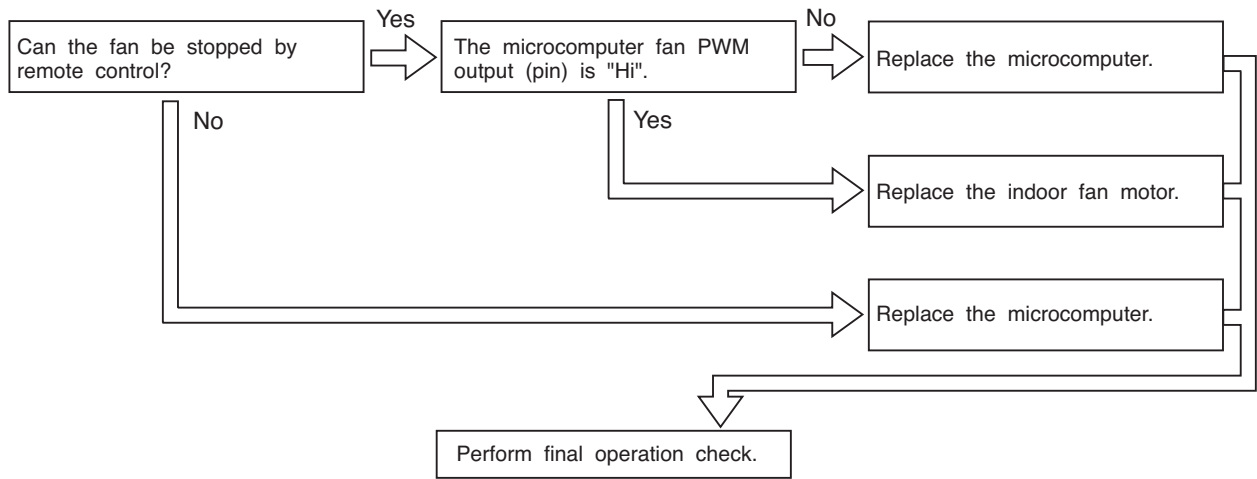 Can the fan be stopped by
remote control?
Yes
The microcomputer fan PWM
output (pin) is "Hi".
No
Replace the microcomputer.
No
Yes
Replace the indoor fan motor.
Replace the microcomputer.
Perform final operation check.